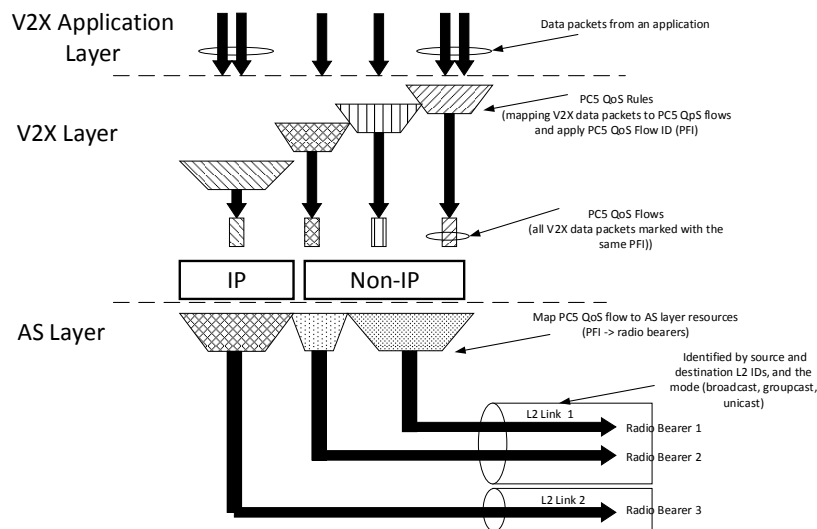 V2X Application
Layer
Data packets from an application
PC5 QoS Rules
(mapping V2X data packets to PC5 QpS flows
and apply PC5 QoS Flow ID (PFI)
V2X Layer
PC5 QoS Flows
(all V2X data packets marked with the
same PFI))
IP
Non-IP
AS Layer
Map PC5 QoS flow to AS layer resources
(PFI -> radio bearers)
Identified by source and
destination L2 IDs, and the
mode (broadcast, groupcast,
unicast)
L2 Link 1
Radio Bearer 1
Radio Bearer 2
L2 Link 2
Radio Bearer 3